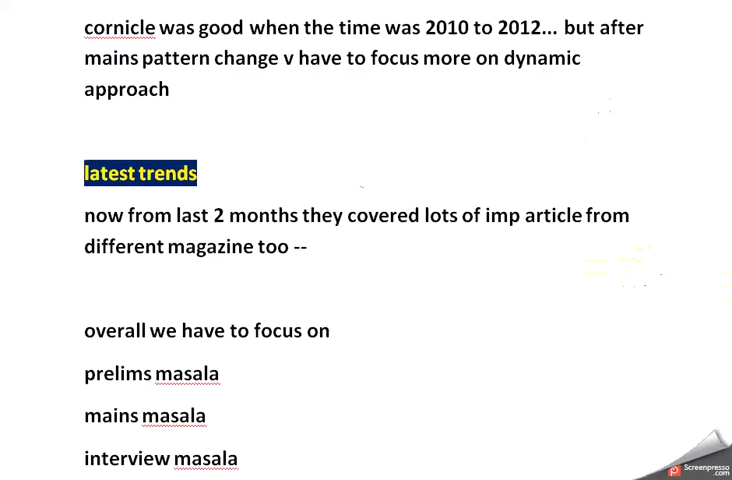 cornicle was good when the time was 2010 to 2012... but after
mains pattern change v have to focus more on dynamic
approach
latest trends
now from last 2 months they covered lots of imp article from
different magazine too --
overall we have to focus on
prelims masala
mains masala
interview masala
Screenpresso
.com